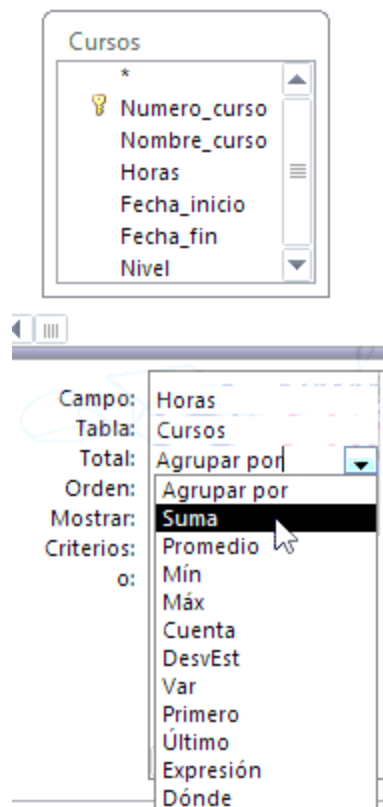 Cursos
*
Numero_curso
Nombre_curso
Horas
Fecha_inicio
Fecha_fin
Nivel
Campo: Horas
Tabla: Cursos
Total: Agrupar por
Orden: Agrupar por
Mostrar: Suma
Criterios: Promedio
o: Mín
Máx
Cuenta
DesvEst
Var
Primero
Último
Expresión
Dónde